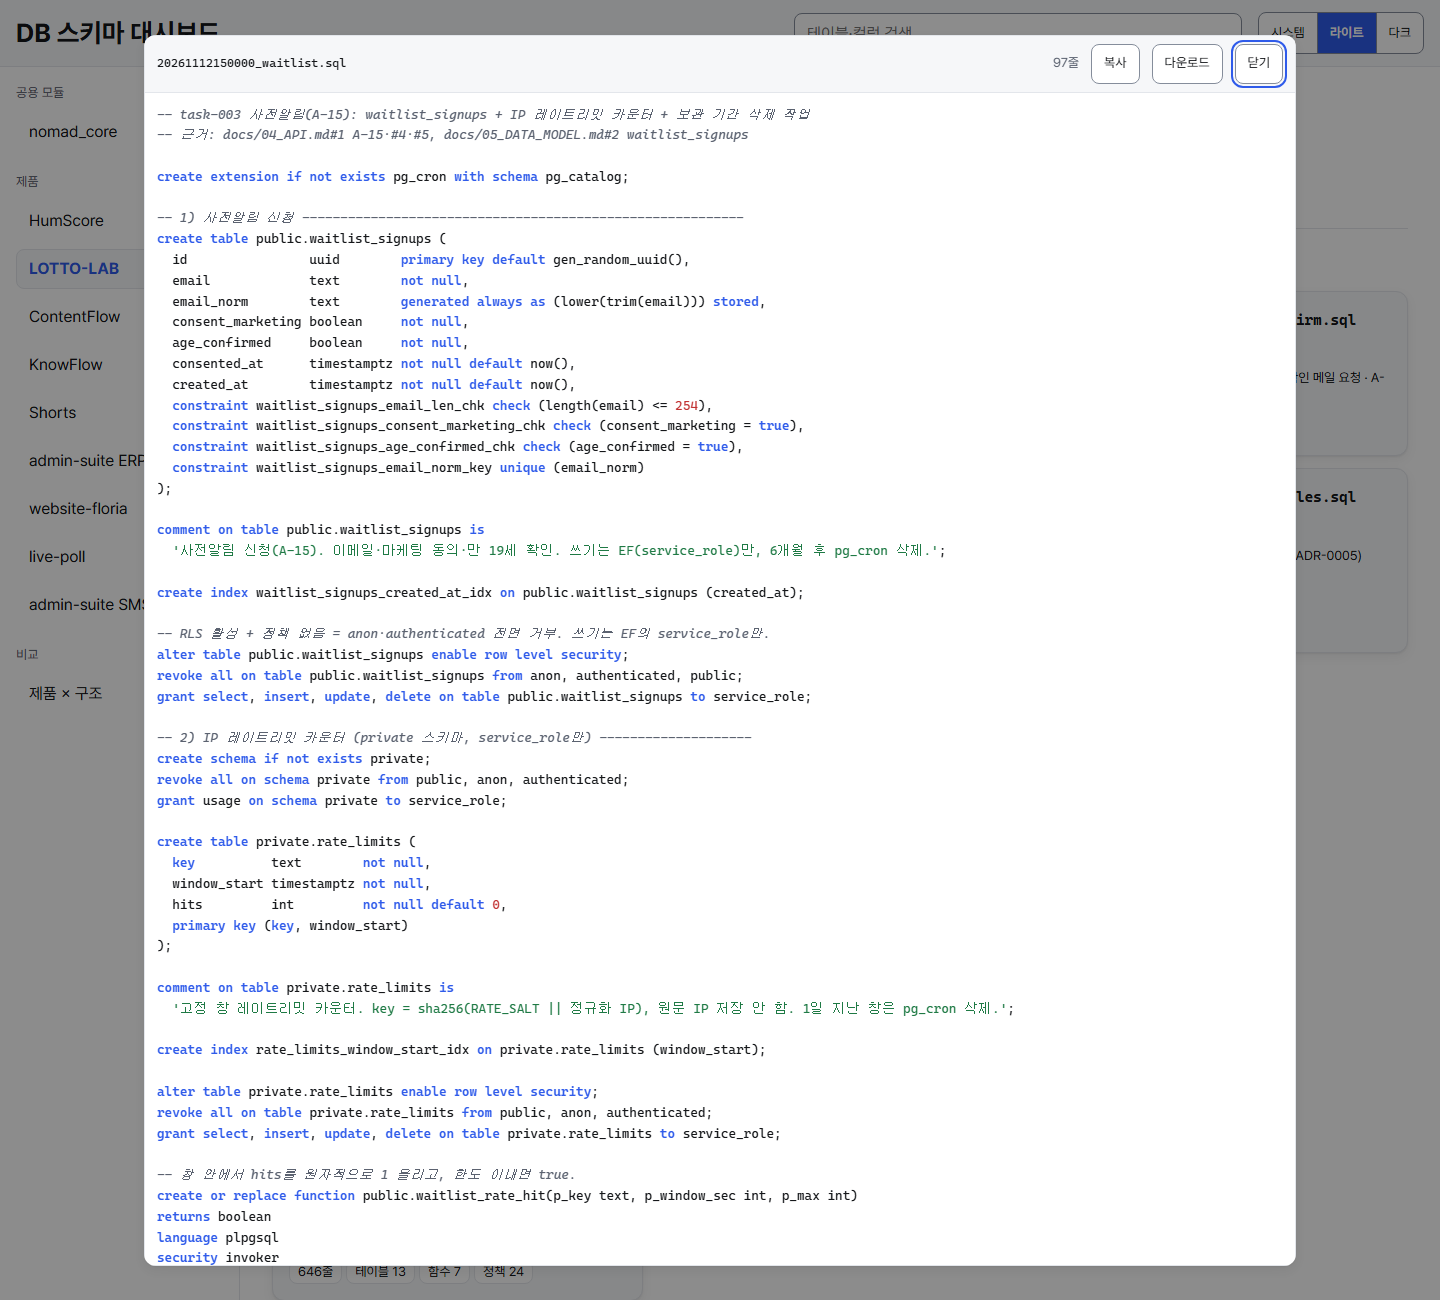 DB 스키마 대시보드
테이블·컬럼 검색
시스템
라이트
다크
공용 모듈
nomad_core
제품
HumScore
LOTTO-LAB
ContentFlow
KnowFlow
Shorts
admin-suite ERP
website-floria
live-poll
admin-suite SMS
비교
제품 × 구조
20261112150000_waitlist.sql
97줄
복사
다운로드
닫기
-- task-003 사전알림(A-15): waitlist_signups + IP 레이트리밋 카운터 + 보관 기간 삭제 작업
-- 근거: docs/04_API.md#1 A-15·#4·#5, docs/05_DATA_MODEL.md#2 waitlist_signups
create extension if not exists pg_cron with schema pg_catalog;
-- 1) 사전알림 신청 ----------------------------------------------------------
create table public.waitlist_signups (
  id                uuid        primary key default gen_random_uuid(),
  email             text        not null,
  email_norm        text        generated always as (lower(trim(email))) stored,
  consent_marketing boolean     not null,
  age_confirmed     boolean     not null,
  consented_at      timestamptz not null default now(),
  created_at        timestamptz not null default now(),
  constraint waitlist_signups_email_len_chk check (length(email) <= 254),
  constraint waitlist_signups_consent_marketing_chk check (consent_marketing = true),
  constraint waitlist_signups_age_confirmed_chk check (age_confirmed = true),
  constraint waitlist_signups_email_norm_key unique (email_norm)
);
comment on table public.waitlist_signups is
  '사전알림 신청(A-15). 이메일·마케팅 동의·만 19세 확인. 쓰기는 EF(service_role)만, 6개월 후 pg_cron 삭제.';
create index waitlist_signups_created_at_idx on public.waitlist_signups (created_at);
-- RLS 활성 + 정책 없음 = anon·authenticated 전면 거부. 쓰기는 EF의 service_role만.
alter table public.waitlist_signups enable row level security;
revoke all on table public.waitlist_signups from anon, authenticated, public;
grant select, insert, update, delete on table public.waitlist_signups to service_role;
-- 2) IP 레이트리밋 카운터 (private 스키마, service_role만) --------------------
create schema if not exists private;
revoke all on schema private from public, anon, authenticated;
grant usage on schema private to service_role;
create table private.rate_limits (
  key          text        not null,
  window_start timestamptz not null,
  hits         int         not null default 0,
  primary key (key, window_start)
);
comment on table private.rate_limits is
  '고정 창 레이트리밋 카운터. key = sha256(RATE_SALT || 정규화 IP), 원문 IP 저장 안 함. 1일 지난 창은 pg_cron 삭제.';
create index rate_limits_window_start_idx on private.rate_limits (window_start);
alter table private.rate_limits enable row level security;
revoke all on table private.rate_limits from public, anon, authenticated;
grant select, insert, update, delete on table private.rate_limits to service_role;
-- 창 안에서 hits를 원자적으로 1 올리고, 한도 이내면 true.
create or replace function public.waitlist_rate_hit(p_key text, p_window_sec int, p_max int)
returns boolean
language plpgsql
security invoker
irm.sql
확인 메일 요청 · A-
les.sql
ADR-0005)
646줄
테이블 13
함수 7
정책 24